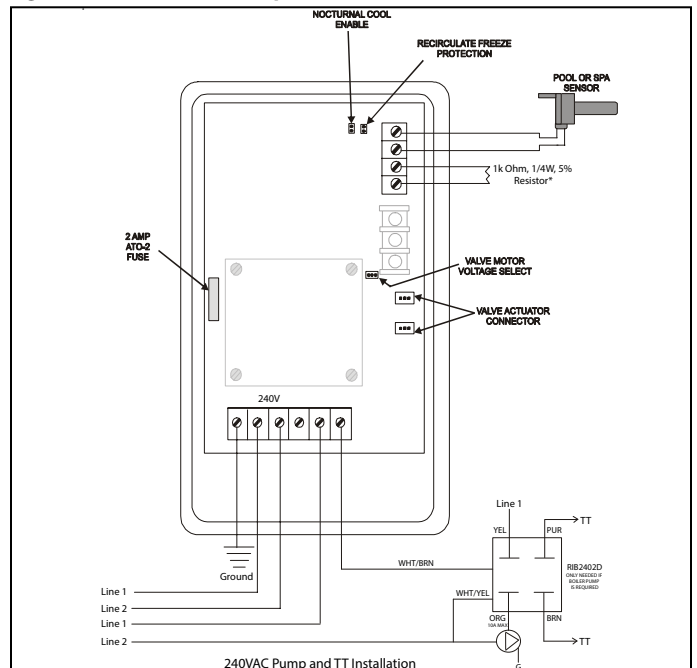 NOCTURNAL COOL
ENABLE
RECIRCULATE FREEZE
PROTECTION
POOL OR SPA
SENSOR
1k Ohm, 1/4W, 5%
Resistor*
2 AMP
ATO-2
FUSE
VALVE MOTOR
VOLTAGE SELECT
VALVE ACTUATOR
CONNECTOR
240V
Ground
Line 1
Line 2
Line 1
Line 2
WHT/BRN
WHT/YEL
Line 1
YEL
PUR
TT
RIB2402D
ONLY NEEDED IF
BOILER PUMP
IS REQUIRED
ORG
10A MAX
BRN
TT
G
240VAC Pump and TT Installation